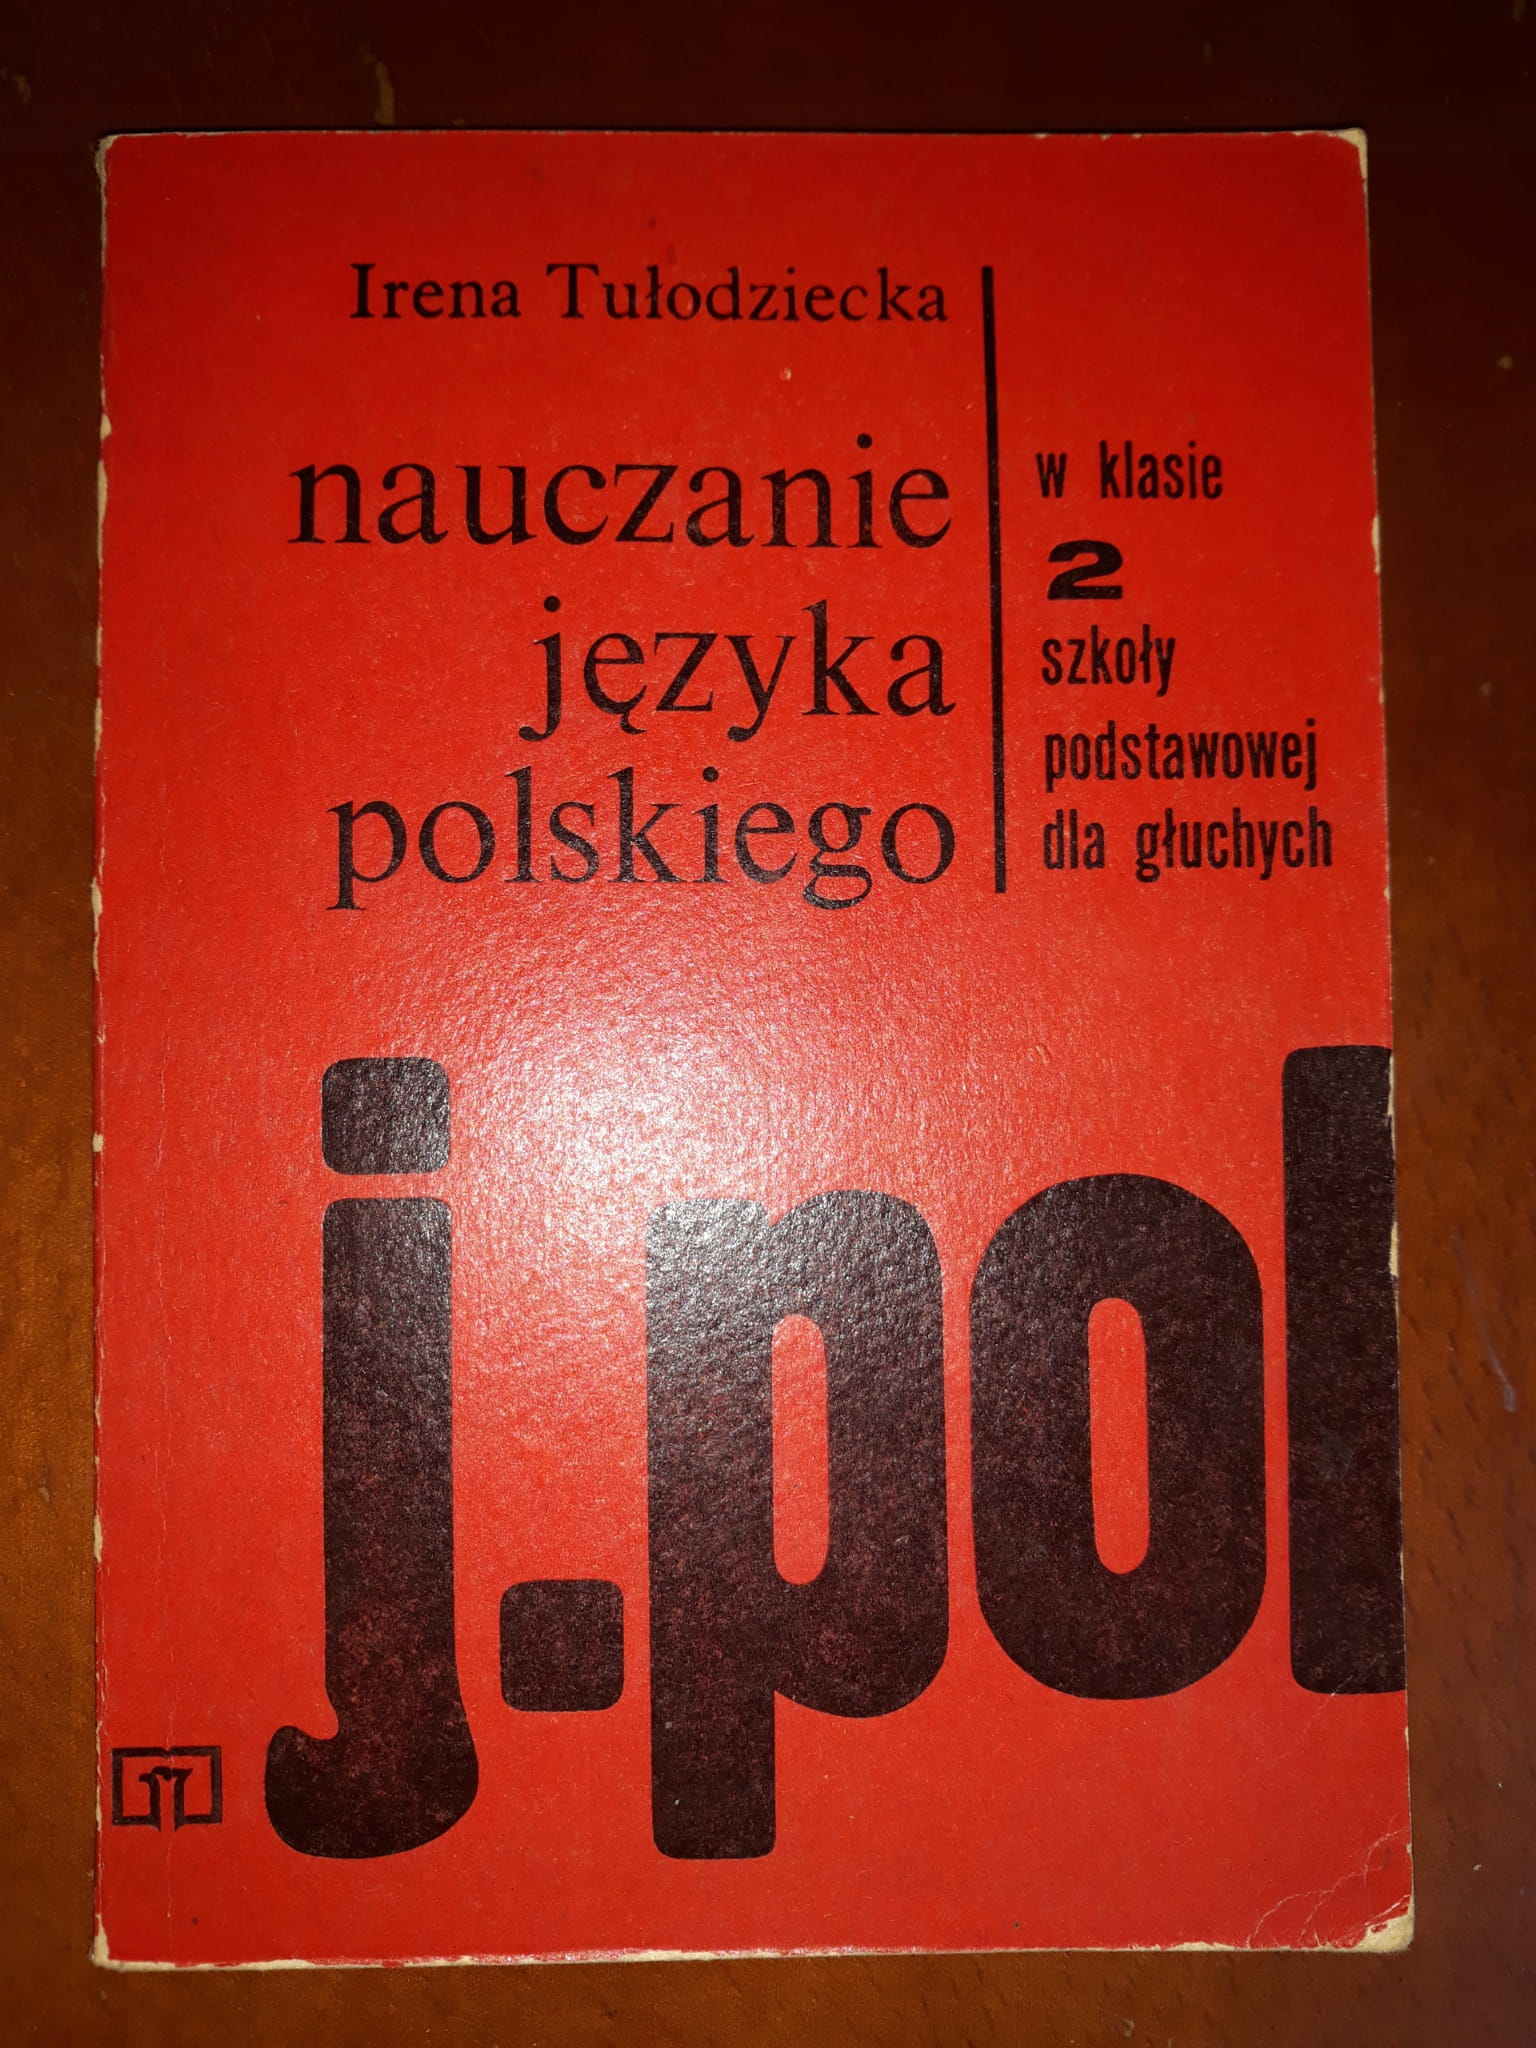 Irena Tułodziecka
nauczanie
języka
polskiego
w klasie
2
szkoły
podstawowej
dla głuchych
j.pol